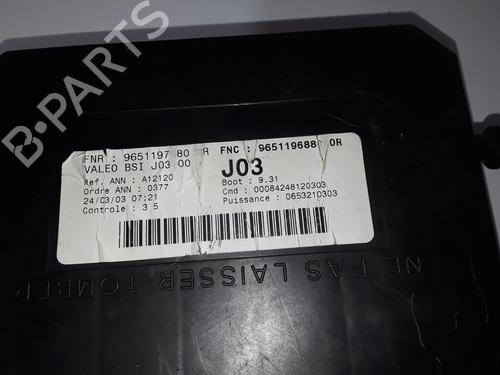 FNR : 9651197 80 0R FNC : 965119688 0R
VALEO BSI J03 00
J03
Ref. ANN : A12120
Boot : 9.31
Ordre ANN : 0377
Cmd : 00084248120303
24/03/03 07:21
Puissance : 0653210303
Controle : 3 5
NE PAS LAISSER TOMBER
B-PARTS